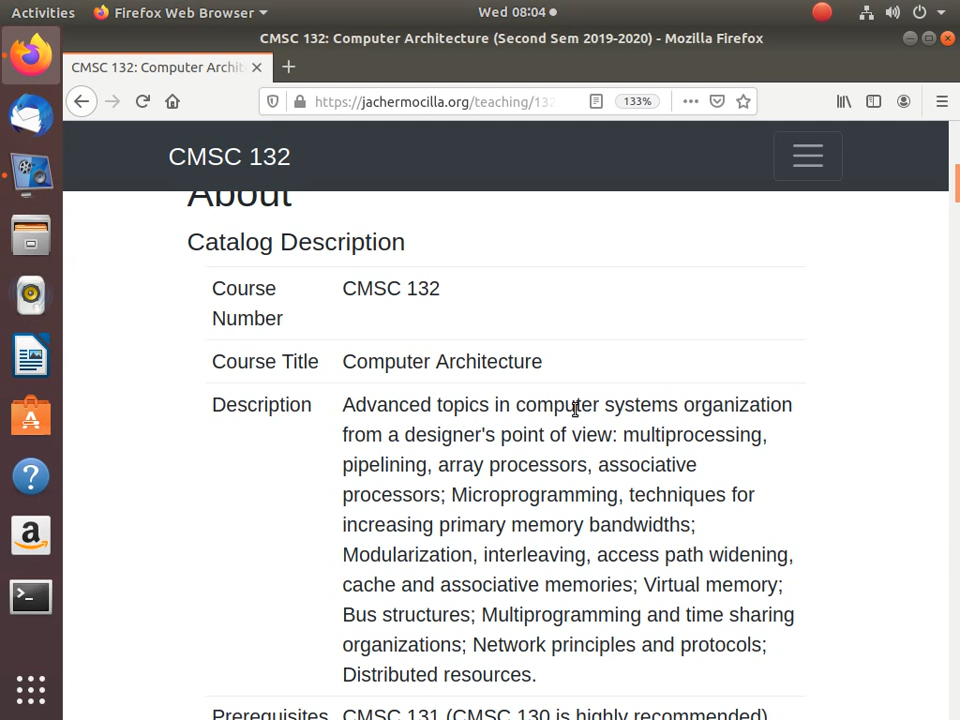 Activities Firefox Web Browser Wed 08:04
CMSC 132: Computer Architecture (Second Sem 2019-2020) - Mozilla Firefox
CMSC 132: Computer Archit
https://jachermocilla.org/teaching/132 133%
CMSC 132
About
Catalog Description
Course CMSC 132
Number
Course Title Computer Architecture
Description Advanced topics in computer systems organization
from a designer's point of view: multiprocessing,
pipelining, array processors, associative
processors; Microprogramming, techniques for
increasing primary memory bandwidths;
Modularization, interleaving, access path widening,
cache and associative memories; Virtual memory;
Bus structures; Multiprogramming and time sharing
organizations; Network principles and protocols;
Distributed resources.
Prerequisites CMSC 131 (CMSC 130 is highly recommended)